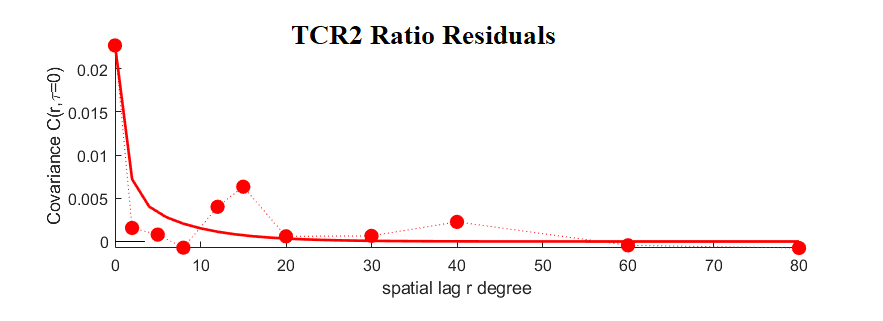 TCR2 Ratio Residuals
Covariance C(r,τ=0)
0.02
0.015
0.01
0.005
0
0 10 20 30 40 50 60 70 80
spatial lag r degree